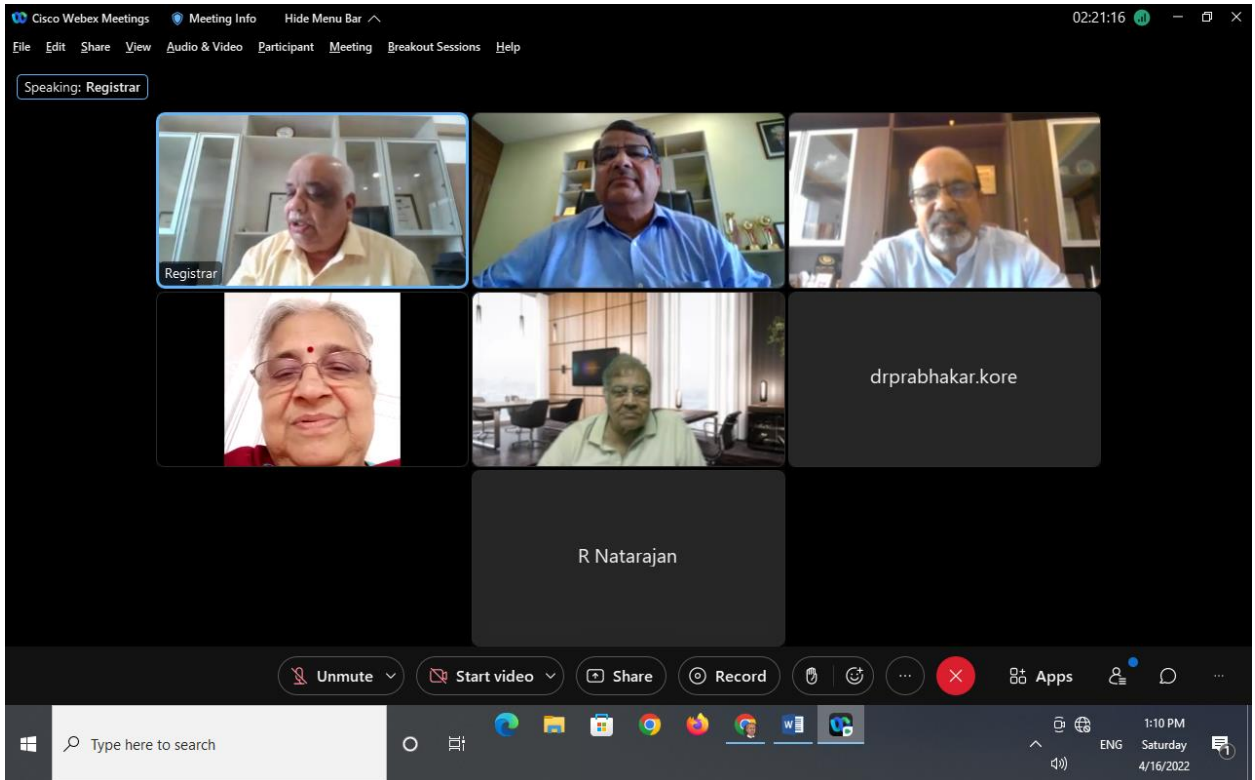 Cisco Webex Meetings Meeting Info Hide Menu Bar 02:21:16
File Edit Share View Audio & Video Participant Meeting Breakout Sessions Help
Speaking: Registrar
Registrar
drprabhakar.kore
R Natarajan
Unmute Start video Share Record Apps
Type here to search
1:10 PM
ENG Saturday
4/16/2022
1